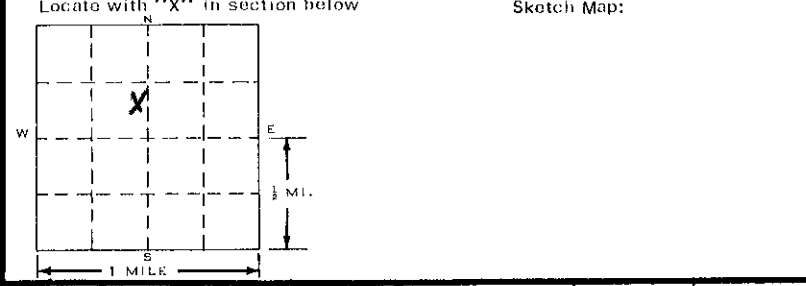 Locate with "X" in section below
Sketch Map:
N
X
W
E
½ MI.
S
1 MILE